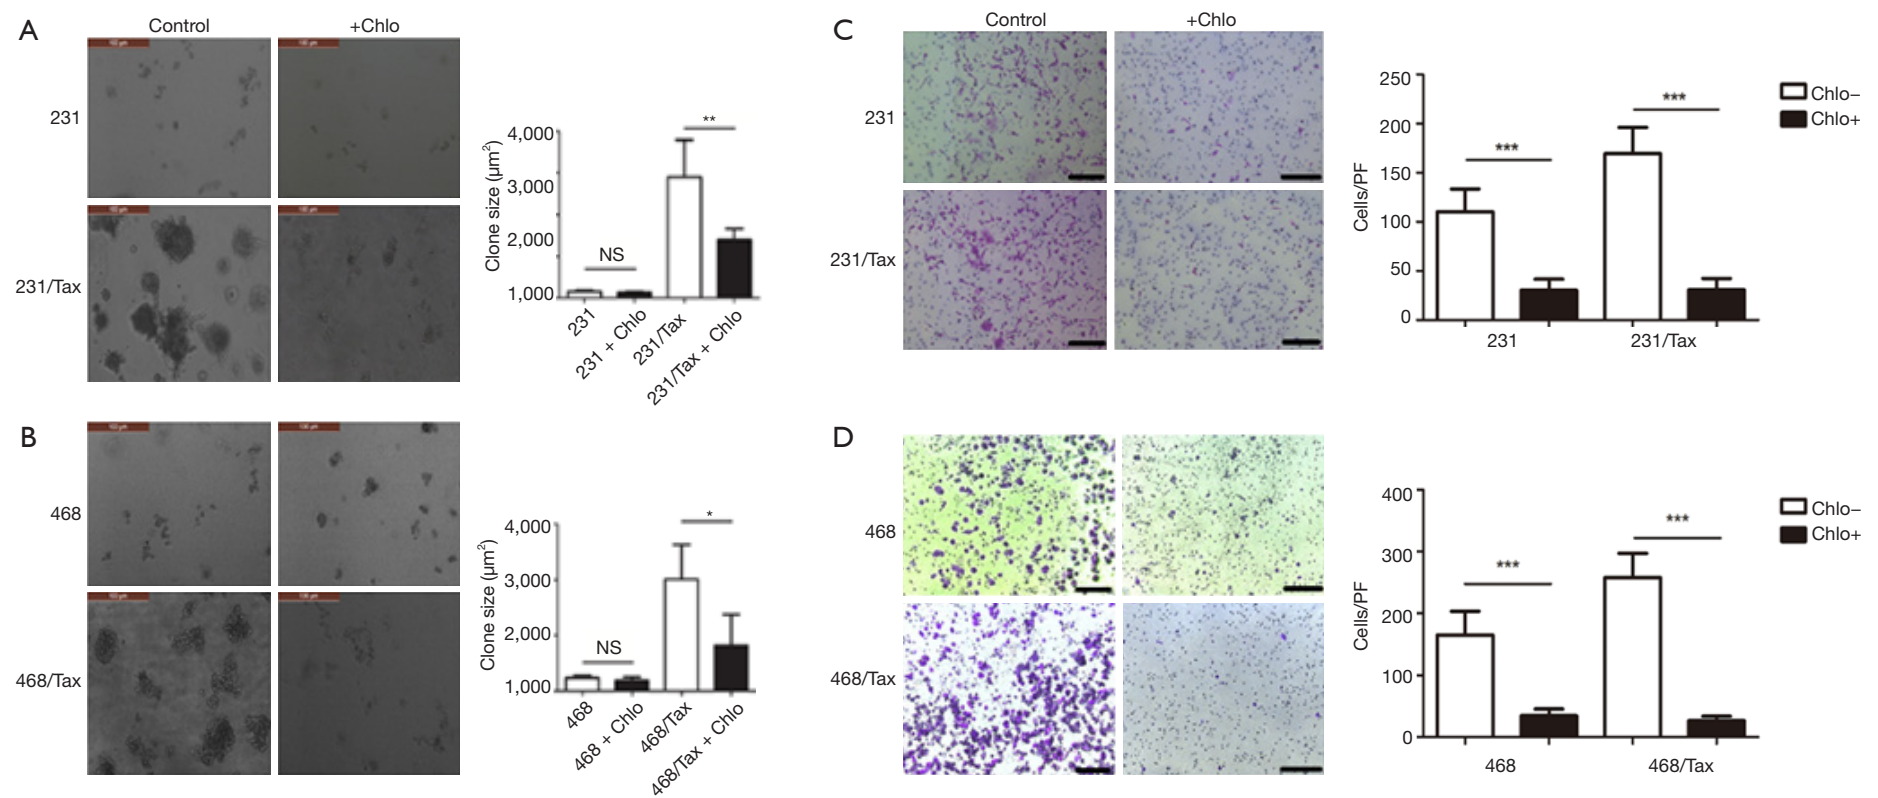 A
Control
+Chlo
231
231/Tax
Clone size (µm²)
4,000
3,000
2,000
1,000
NS
**
231
231 + Chlo
231/Tax
231/Tax + Chlo
B
468
468/Tax
Clone size (µm²)
4,000
3,000
2,000
1,000
NS
*
468
468 + Chlo
468/Tax
468/Tax + Chlo
C
Control
+Chlo
231
231/Tax
Cells/PF
250
200
150
100
50
0
***
***
231
231/Tax
Chlo–
Chlo+
D
468
468/Tax
Cells/PF
400
300
200
100
0
***
***
468
468/Tax
Chlo–
Chlo+